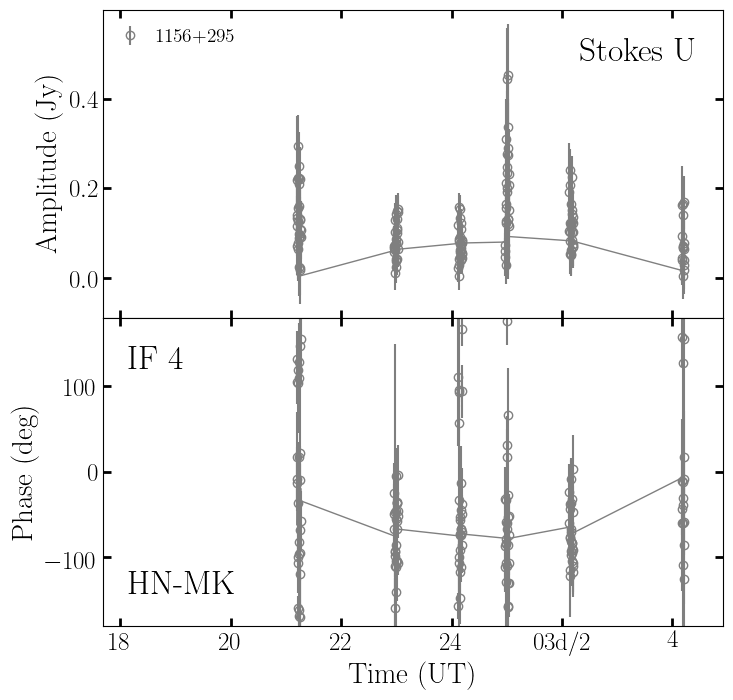 1156+295
Stokes U
Amplitude (Jy)
0.4
0.2
0.0
IF 4
HN-MK
Phase (deg)
100
0
−100
18 20 22 24 03d/2 4
Time (UT)